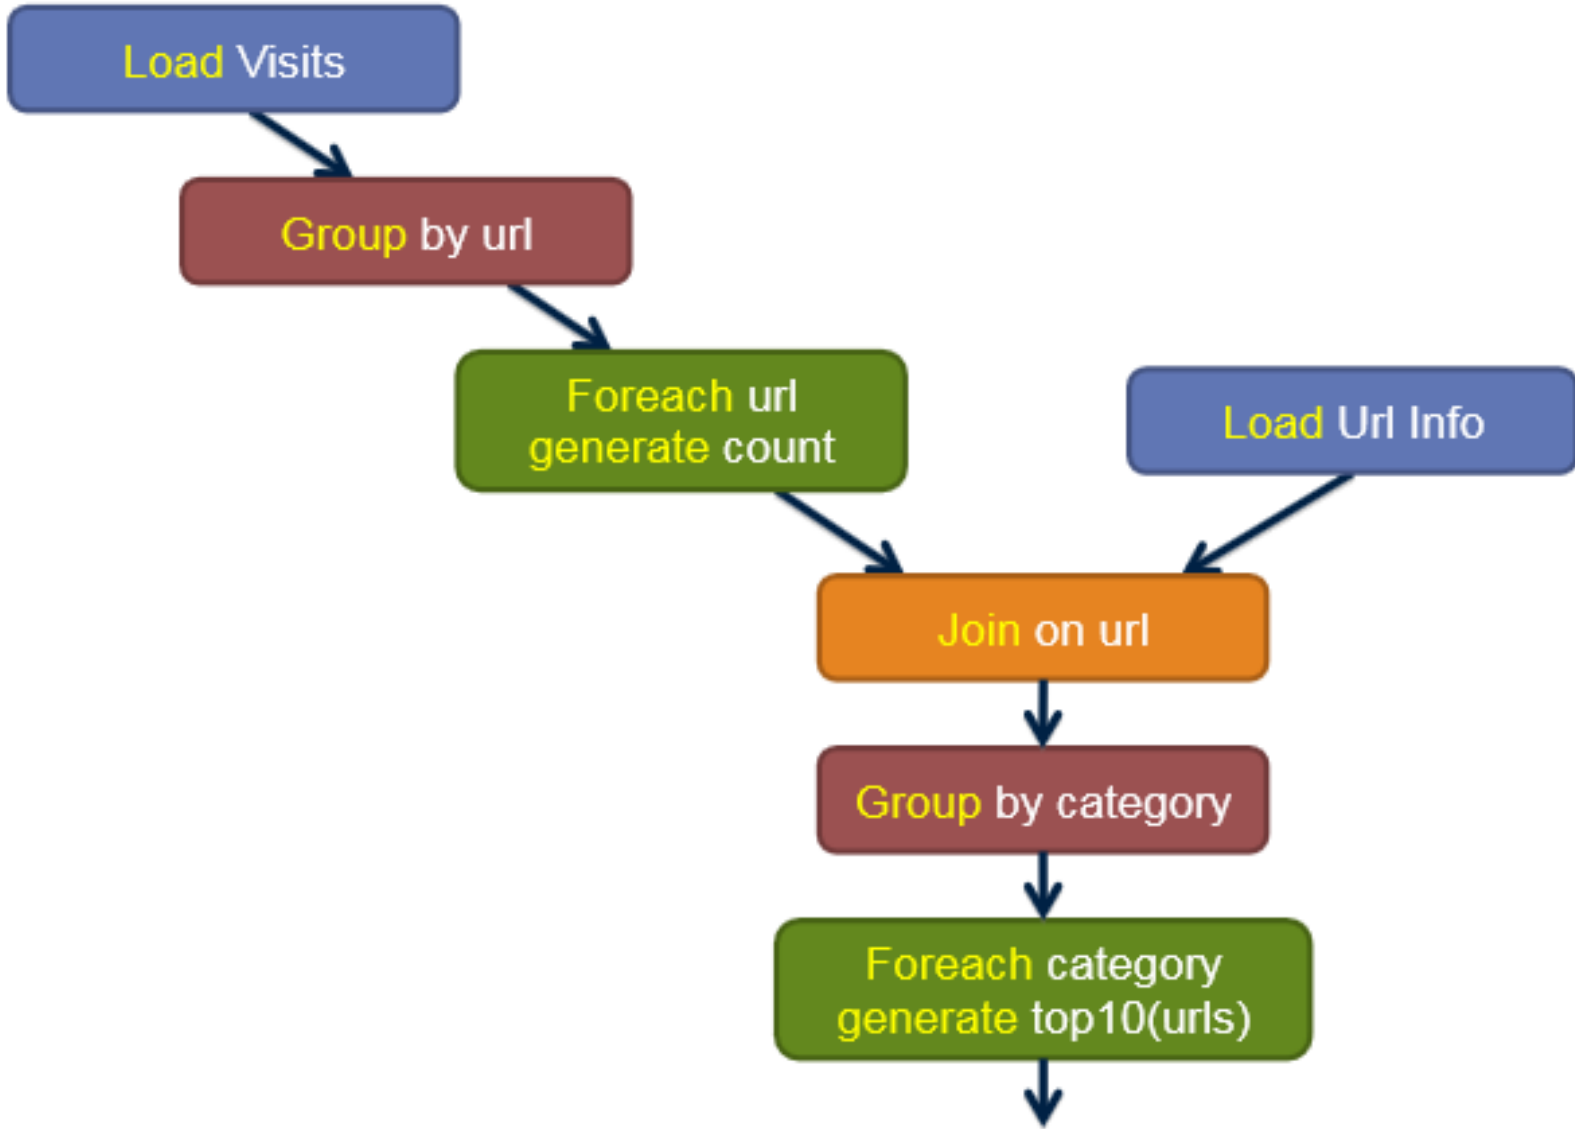 Load Visits
Group by url
Foreach url
generate count
Load Url Info
Join on url
Group by category
Foreach category
generate top10(urls)